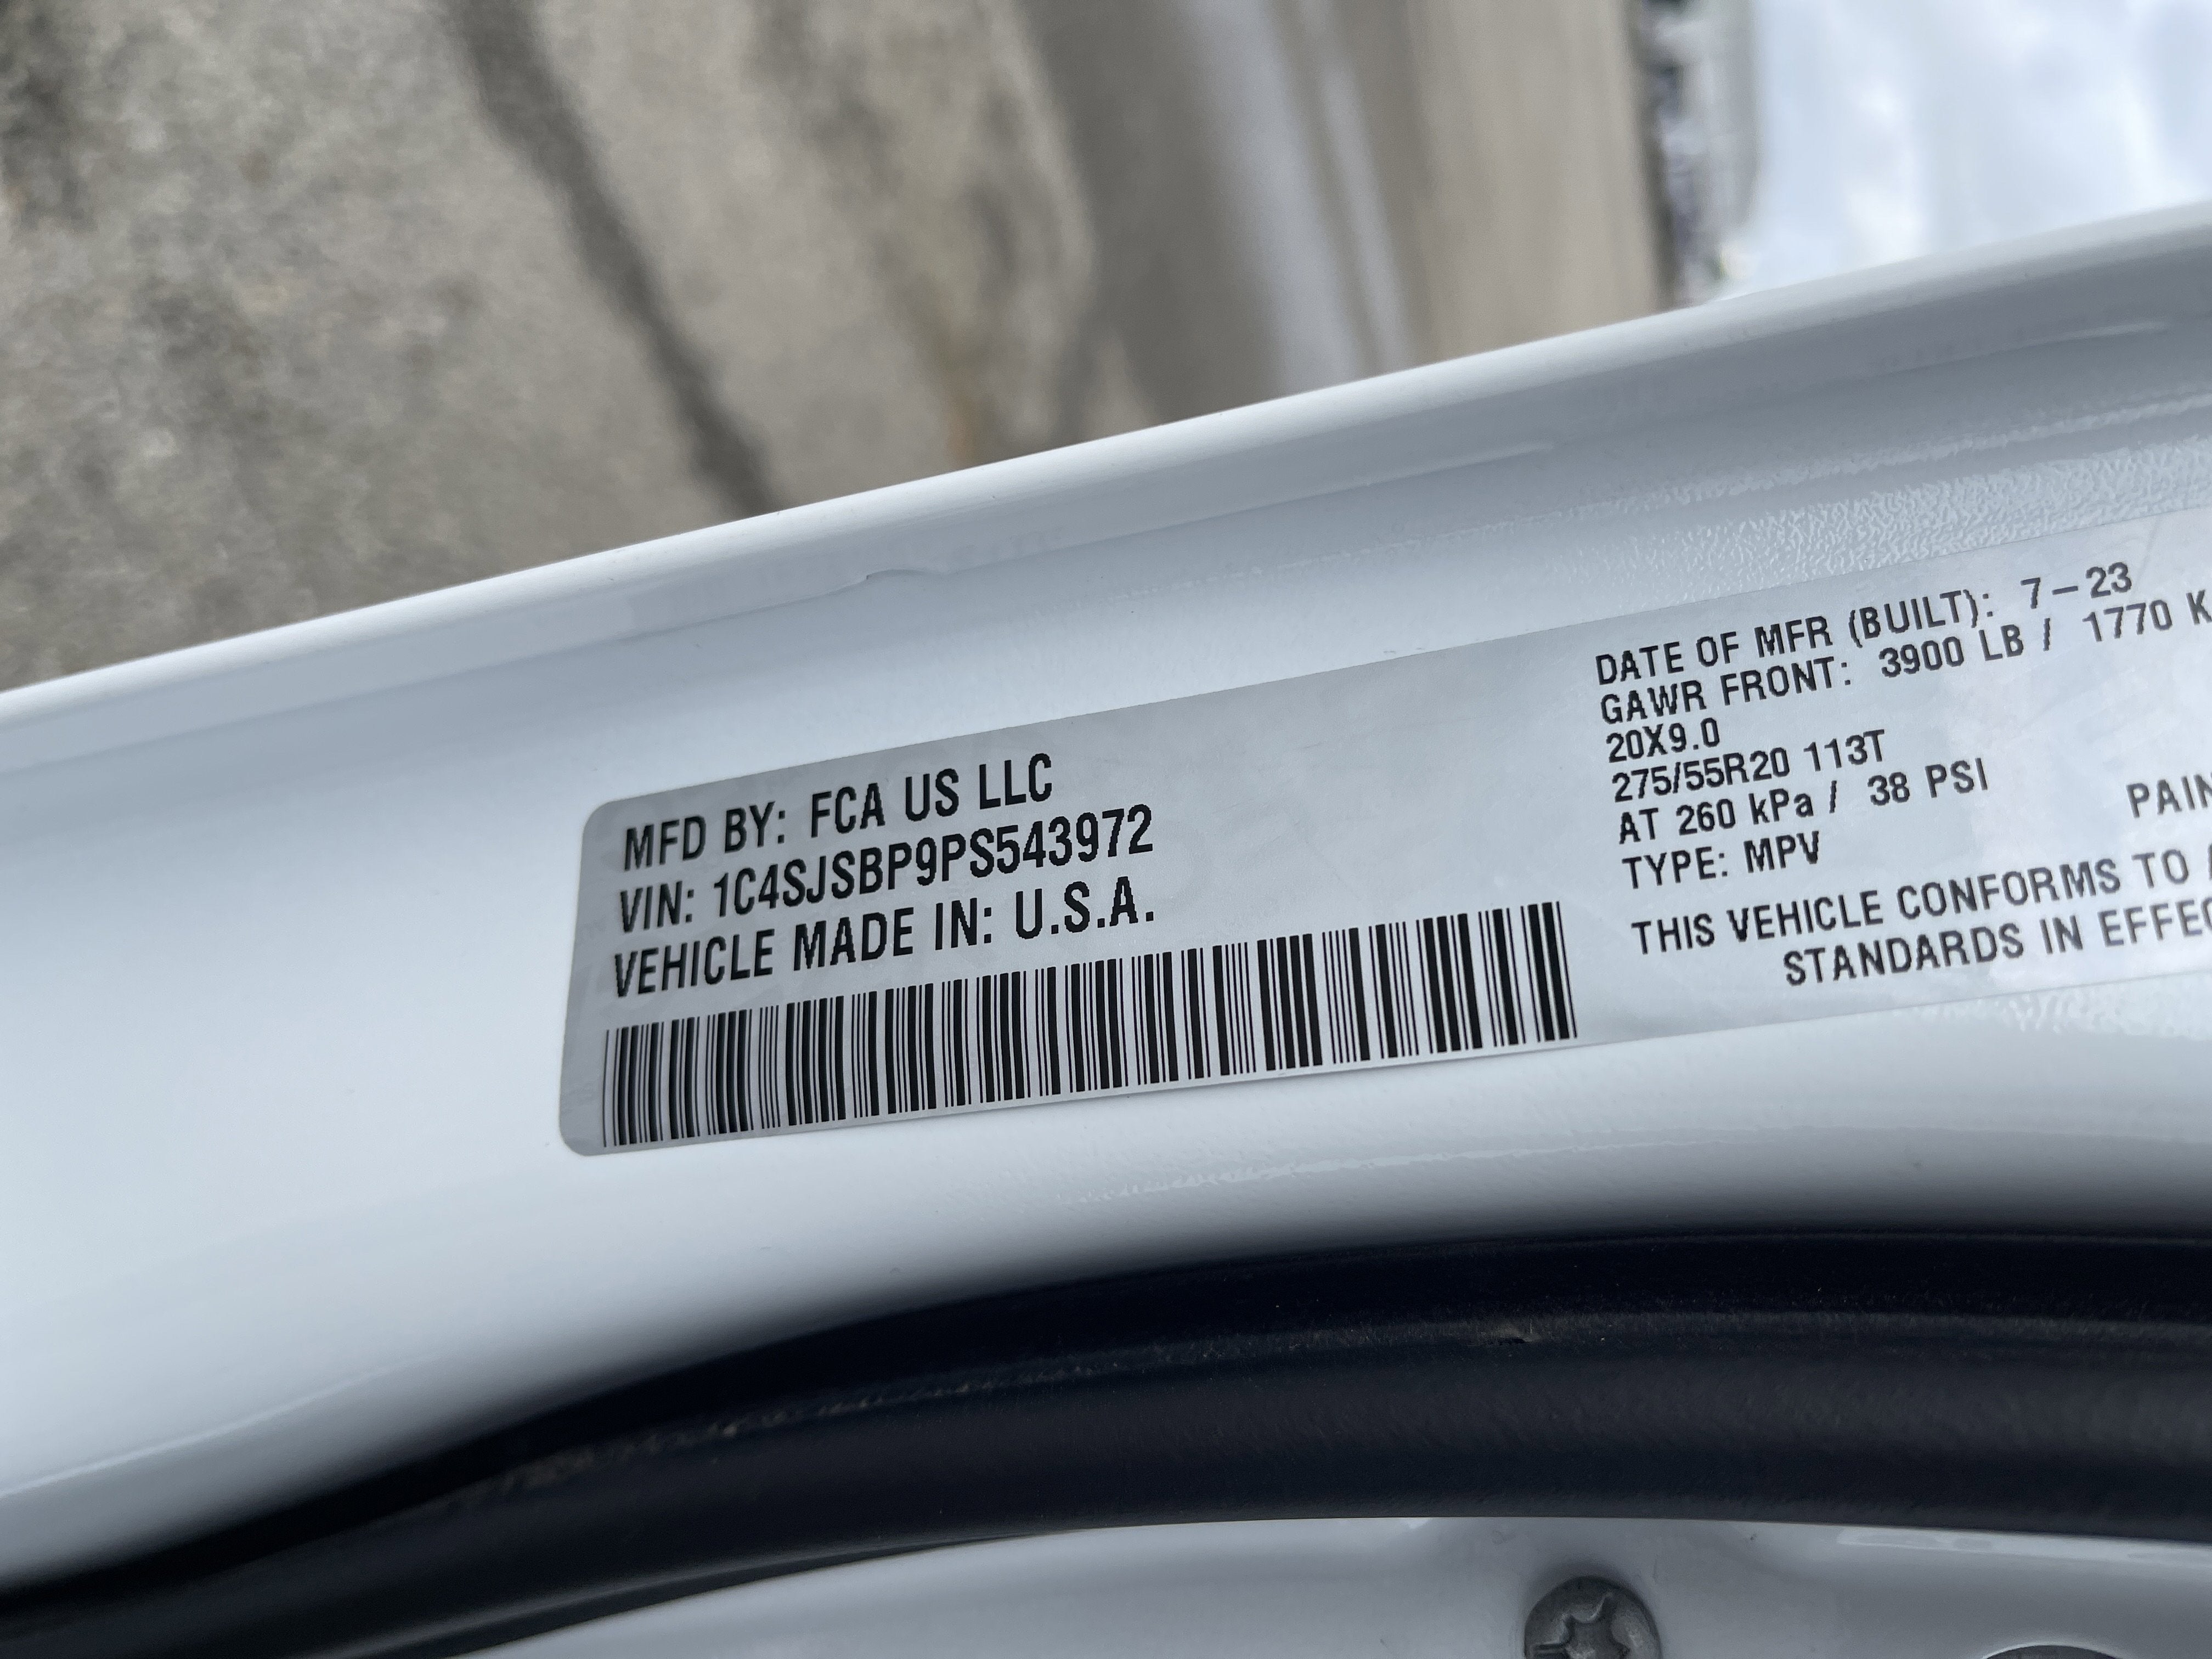 MFD BY: FCA US LLC
VIN: 1C4SJSBP9PS543972
VEHICLE MADE IN: U.S.A.
DATE OF MFR (BUILT): 7-23
GAWR FRONT: 3900 LB / 1770 K
20X9.0
275/55R20 113T
AT 260 kPa / 38 PSI
TYPE: MPV
PAIN
THIS VEHICLE CONFORMS TO
STANDARDS IN EFFEC